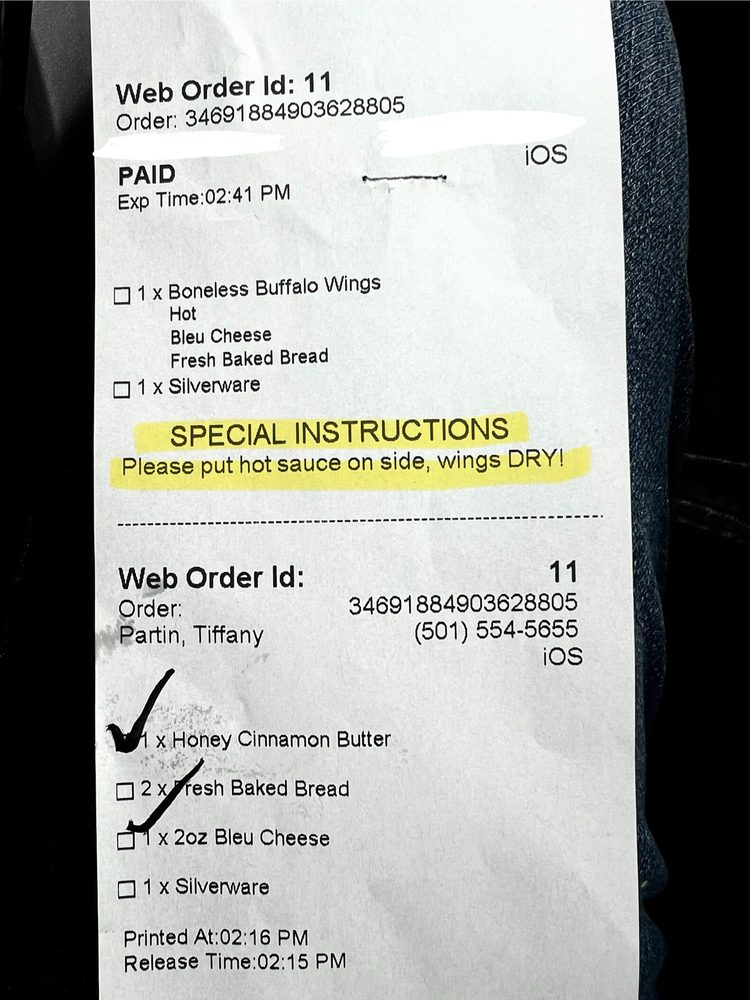 Web Order Id: 11
Order: 34691884903628805
iOS
PAID
Exp Time:02:41 PM
1 x Boneless Buffalo Wings
Hot
Bleu Cheese
Fresh Baked Bread
1 x Silverware
SPECIAL INSTRUCTIONS
Please put hot sauce on side, wings DRY!
Web Order Id: 11
Order: 34691884903628805
Partin, Tiffany (501) 554-5655
iOS
1 x Honey Cinnamon Butter
2 x Fresh Baked Bread
1 x 2oz Bleu Cheese
1 x Silverware
Printed At:02:16 PM
Release Time:02:15 PM